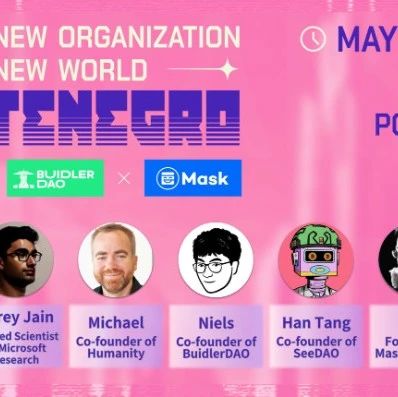 NEW ORGANIZATION
NEW WORLD
TENEGRO
MAY
PO
BUIDLER
DAO
×
Mask
rey Jain
ed Scientist
Microsoft
esearch
Michael
Co-founder of
Humanity
Niels
Co-founder of
BuidlerDAO
Han Tang
Co-founder of
SeeDAO
Fo
Mas